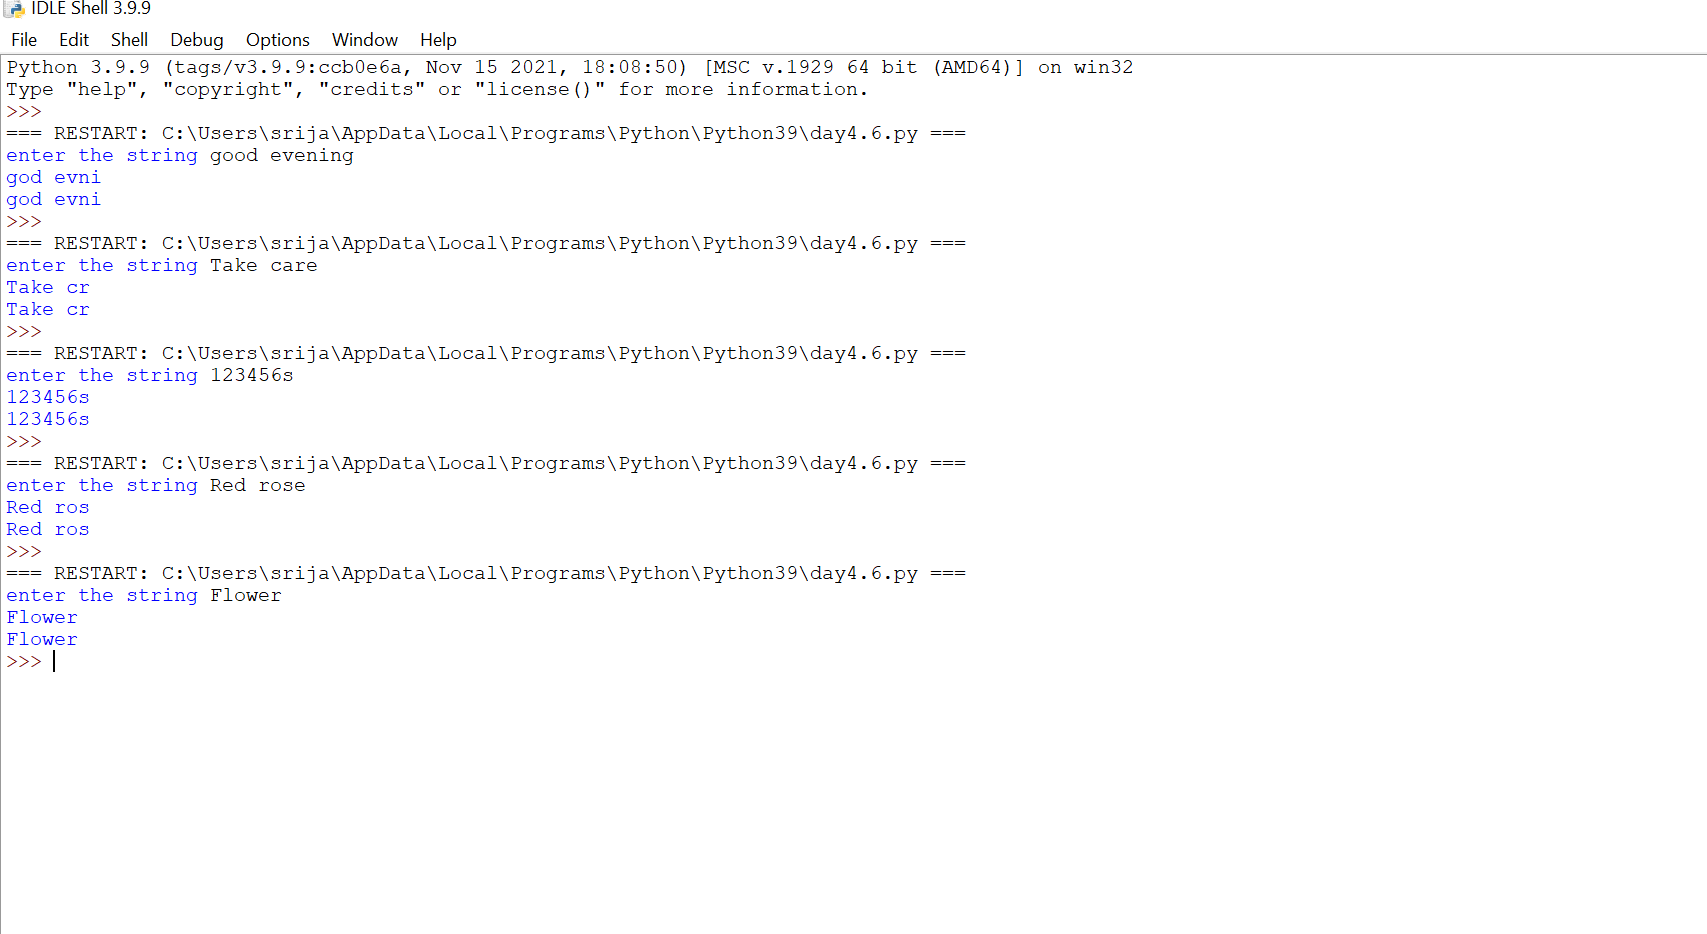 IDLE Shell 3.9.9
File Edit Shell Debug Options Window Help
Python 3.9.9 (tags/v3.9.9:ccb0e6a, Nov 15 2021, 18:08:50) [MSC v.1929 64 bit (AMD64)] on win32
Type "help", "copyright", "credits" or "license()" for more information.
>>>
=== RESTART: C:\Users\srija\AppData\Local\Programs\Python\Python39\day4.6.py ===
enter the string good evening
god evni
god evni
>>>
=== RESTART: C:\Users\srija\AppData\Local\Programs\Python\Python39\day4.6.py ===
enter the string Take care
Take cr
Take cr
>>>
=== RESTART: C:\Users\srija\AppData\Local\Programs\Python\Python39\day4.6.py ===
enter the string 123456s
123456s
123456s
>>>
=== RESTART: C:\Users\srija\AppData\Local\Programs\Python\Python39\day4.6.py ===
enter the string Red rose
Red ros
Red ros
>>>
=== RESTART: C:\Users\srija\AppData\Local\Programs\Python\Python39\day4.6.py ===
enter the string Flower
Flower
Flower
>>>